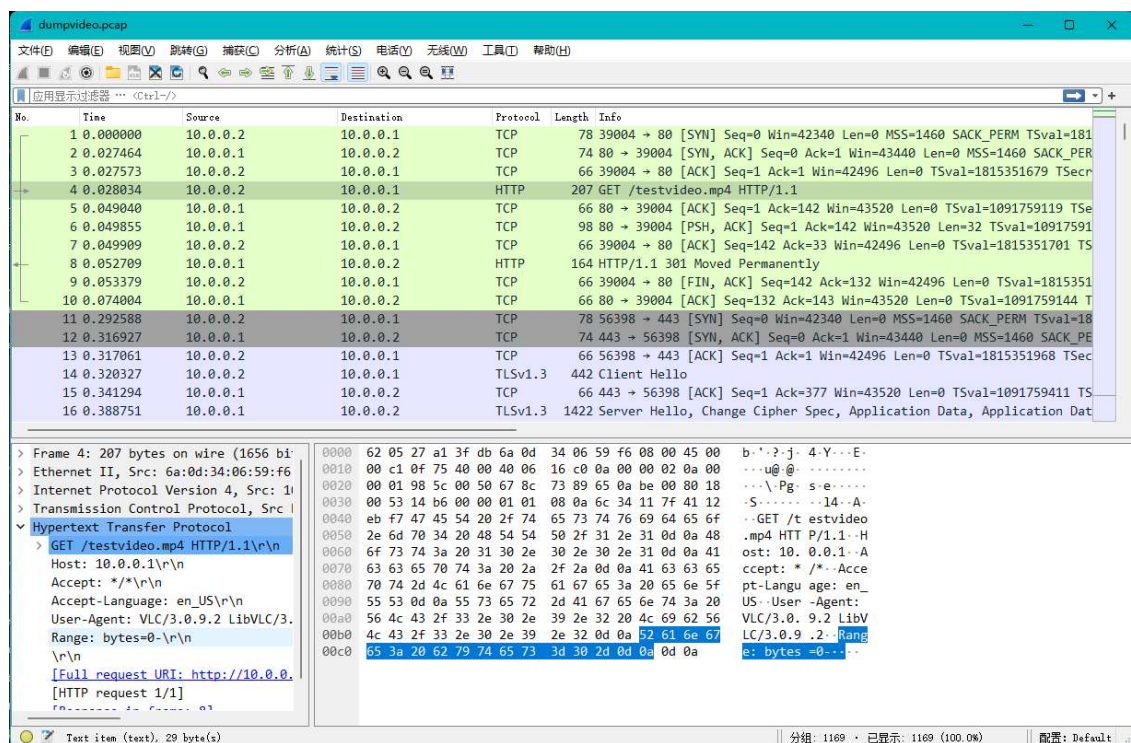 dumpvideo.pcap
文件(F) 编辑(E) 视图(V) 跳转(G) 捕获(C) 分析(A) 统计(S) 电话(Y) 无线(W) 工具(T) 帮助(H)
应用显示过滤器 … <Ctrl-/>
No. Time Source Destination Protocol Length Info
1 0.000000 10.0.0.2 10.0.0.1 TCP 78 39004 → 80 [SYN] Seq=0 Win=42340 Len=0 MSS=1460 SACK_PERM TSval=181
2 0.027464 10.0.0.1 10.0.0.2 TCP 74 80 → 39004 [SYN, ACK] Seq=0 Ack=1 Win=43440 Len=0 MSS=1460 SACK_PER
3 0.027573 10.0.0.2 10.0.0.1 TCP 66 39004 → 80 [ACK] Seq=1 Ack=1 Win=42496 Len=0 TSval=1815351679 TSecr
4 0.028034 10.0.0.2 10.0.0.1 HTTP 207 GET /testvideo.mp4 HTTP/1.1
5 0.049040 10.0.0.1 10.0.0.2 TCP 66 80 → 39004 [ACK] Seq=1 Ack=142 Win=43520 Len=0 TSval=1091759119 TSe
6 0.049855 10.0.0.1 10.0.0.2 TCP 98 80 → 39004 [PSH, ACK] Seq=1 Ack=142 Win=43520 Len=32 TSval=10917591
7 0.049909 10.0.0.2 10.0.0.1 TCP 66 39004 → 80 [ACK] Seq=142 Ack=33 Win=42496 Len=0 TSval=1815351701 TS
8 0.052709 10.0.0.1 10.0.0.2 HTTP 164 HTTP/1.1 301 Moved Permanently
9 0.053379 10.0.0.2 10.0.0.1 TCP 66 39004 → 80 [FIN, ACK] Seq=142 Ack=132 Win=42496 Len=0 TSval=1815351
10 0.074004 10.0.0.1 10.0.0.2 TCP 66 80 → 39004 [ACK] Seq=132 Ack=143 Win=43520 Len=0 TSval=1091759144 T
11 0.292588 10.0.0.2 10.0.0.1 TCP 78 56398 → 443 [SYN] Seq=0 Win=42340 Len=0 MSS=1460 SACK_PERM TSval=18
12 0.316927 10.0.0.1 10.0.0.2 TCP 74 443 → 56398 [SYN, ACK] Seq=0 Ack=1 Win=43440 Len=0 MSS=1460 SACK_PE
13 0.317061 10.0.0.2 10.0.0.1 TCP 66 56398 → 443 [ACK] Seq=1 Ack=1 Win=42496 Len=0 TSval=1815351968 TSec
14 0.320327 10.0.0.2 10.0.0.1 TLSv1.3 442 Client Hello
15 0.341294 10.0.0.1 10.0.0.2 TCP 66 443 → 56398 [ACK] Seq=1 Ack=377 Win=43520 Len=0 TSval=1091759411 TS
16 0.388751 10.0.0.1 10.0.0.2 TLSv1.3 1422 Server Hello, Change Cipher Spec, Application Data, Application Dat
Frame 4: 207 bytes on wire (1656 bi
Ethernet II, Src: 6a:0d:34:06:59:f6
Internet Protocol Version 4, Src: 1
Transmission Control Protocol, Src
Hypertext Transfer Protocol
GET /testvideo.mp4 HTTP/1.1\r\n
Host: 10.0.0.1\r\n
Accept: */*\r\n
Accept-Language: en_US\r\n
User-Agent: VLC/3.0.9.2 LibVLC/3.
Range: bytes=0-\r\n
\r\n
[Full request URI: http://10.0.0.
[HTTP request 1/1]
[Response in frame: 8]
0000 62 05 27 a1 3f db 6a 0d 34 06 59 f6 08 00 45 00 b·'·?·j· 4·Y···E·
0010 00 c1 0f 75 40 00 40 06 16 c0 0a 00 00 02 0a 00 ···u@·@· ········
0020 00 01 98 5c 00 50 67 8c 73 89 65 0a be 00 80 18 ···\·Pg· s·e·····
0030 00 53 14 b6 00 00 01 01 08 0a 6c 34 11 7f 41 12 ·S······ ··l4··A·
0040 eb f7 47 45 54 20 2f 74 65 73 74 76 69 64 65 6f ··GET /t estvideo
0050 2e 6d 70 34 20 48 54 54 50 2f 31 2e 31 0d 0a 48 .mp4 HTT P/1.1··H
0060 6f 73 74 3a 20 31 30 2e 30 2e 30 2e 31 0d 0a 41 ost: 10. 0.0.1··A
0070 63 63 65 70 74 3a 20 2a 2f 2a 0d 0a 41 63 63 65 ccept: * /*··Acce
0080 70 74 2d 4c 61 6e 67 75 61 67 65 3a 20 65 6e 5f pt-Langu age: en_
0090 55 53 0d 0a 55 73 65 72 2d 41 67 65 6e 74 3a 20 US··User -Agent:
00a0 56 4c 43 2f 33 2e 30 2e 39 2e 32 20 4c 69 62 56 VLC/3.0. 9.2 LibV
00b0 4c 43 2f 33 2e 30 2e 39 2e 32 0d 0a 52 61 6e 67 LC/3.0.9 .2··Rang
00c0 65 3a 20 62 79 74 65 73 3d 30 2d 0d 0a 0d 0a e: bytes =0-····
Text item (text), 29 byte(s) 分组: 1169 · 已显示: 1169 (100.0%) 配置: Default